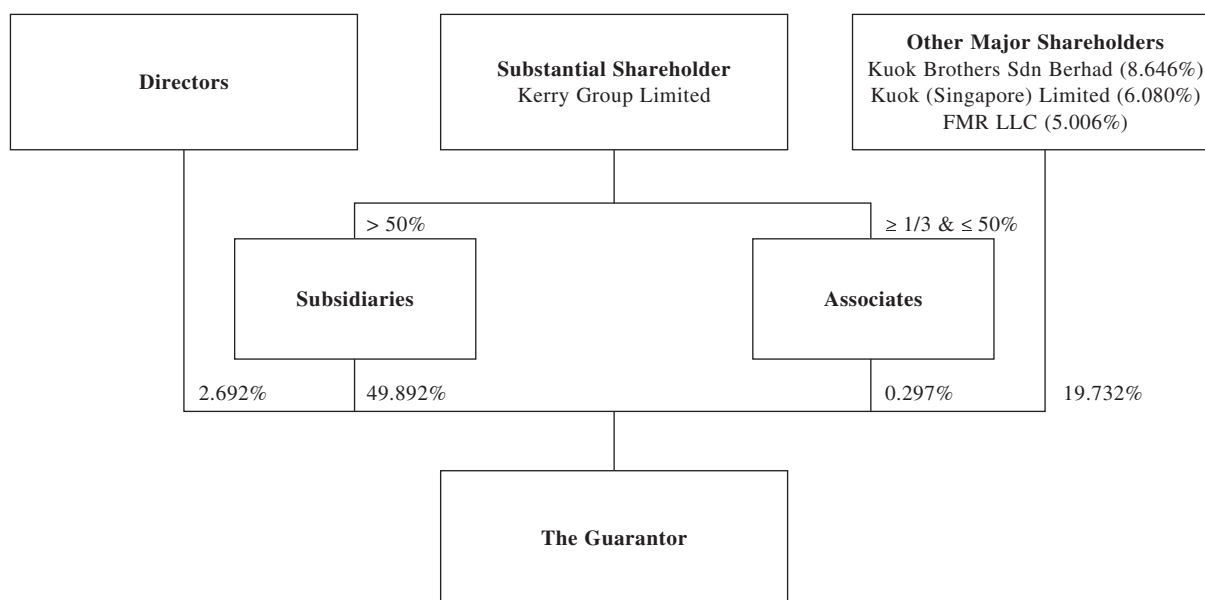 Directors
Substantial Shareholder
Kerry Group Limited
Other Major Shareholders
Kuok Brothers Sdn Berhad (8.646%)
Kuok (Singapore) Limited (6.080%)
FMR LLC (5.006%)
> 50%
≥ 1/3 & ≤ 50%
Subsidiaries
Associates
2.692%
49.892%
0.297%
19.732%
The Guarantor